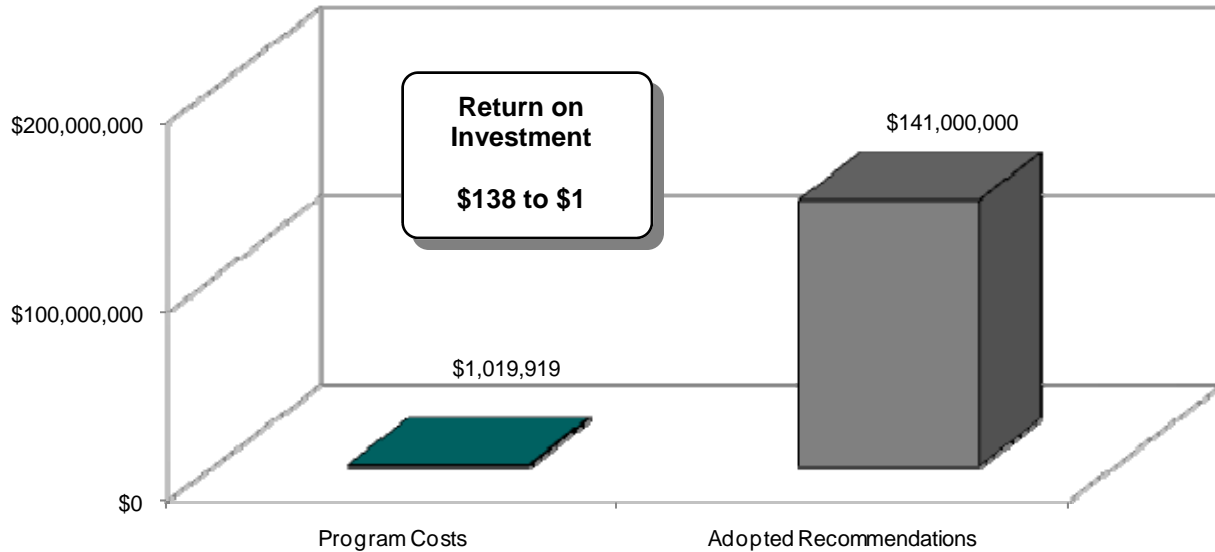 Return on
Investment
$138 to $1
$200,000,000
$141,000,000
$100,000,000
$1,019,919
$0
Program Costs
Adopted Recommendations